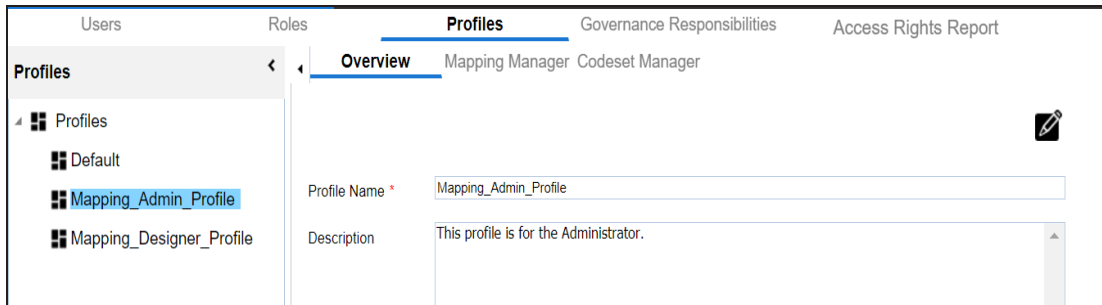 Users Roles Profiles Governance Responsibilities Access Rights Report
Profiles
Overview Mapping Manager Codeset Manager
Profiles
Default
Mapping_Admin_Profile
Mapping_Designer_Profile
Profile Name * Mapping_Admin_Profile
Description This profile is for the Administrator.